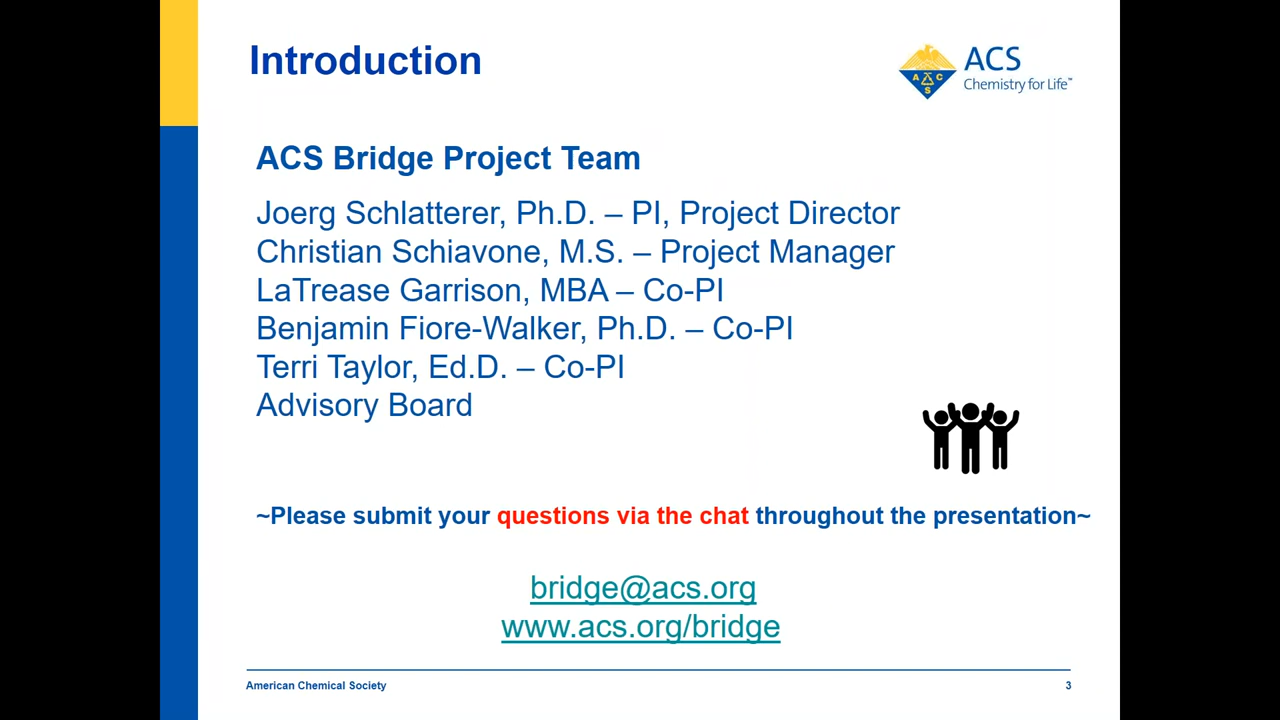 Introduction
ACS
Chemistry for Life™
A C S
ACS Bridge Project Team
Joerg Schlatterer, Ph.D. – PI, Project Director
Christian Schiavone, M.S. – Project Manager
LaTrease Garrison, MBA – Co-PI
Benjamin Fiore-Walker, Ph.D. – Co-PI
Terri Taylor, Ed.D. – Co-PI
Advisory Board
~Please submit your questions via the chat throughout the presentation~
bridge@acs.org
www.acs.org/bridge
American Chemical Society
3